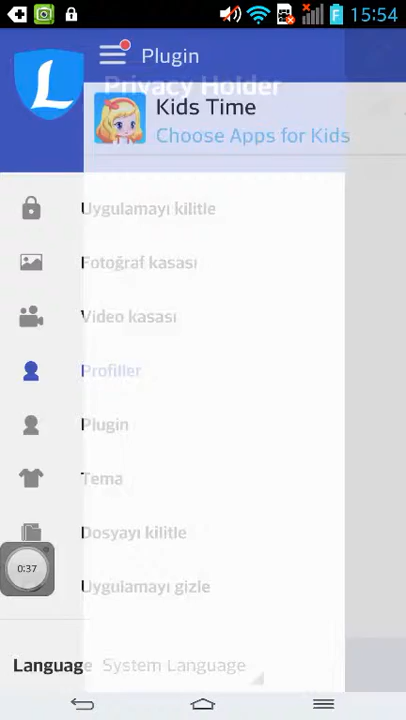 F 15:54
Plugin
Privacy Holder
Kids Time
Choose Apps for Kids
Uygulamayı kilitle
Fotoğraf kasası
Video kasası
Profiller
Plugin
Tema
Dosyayı kilitle
0:37
Uygulamayı gizle
Language System Language